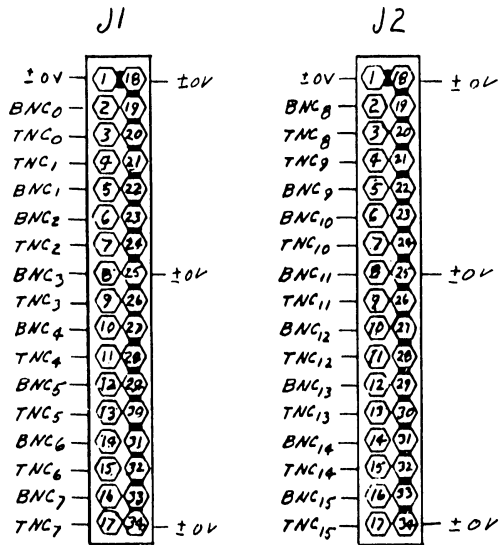 J1 J2
±0V 1 18 ±0V ±0V 1 18 ±0V
BNC0 2 19 BNC8 2 19
TNC0 3 20 TNC8 3 20
TNC1 4 21 TNC9 4 21
BNC1 5 22 BNC9 5 22
BNC2 6 23 BNC10 6 23
TNC2 7 24 TNC10 7 24
BNC3 8 25 ±0V BNC11 8 25 ±0V
TNC3 9 26 TNC11 9 26
BNC4 10 27 BNC12 10 27
TNC4 11 28 TNC12 11 28
BNC5 12 29 BNC13 12 29
TNC5 13 30 TNC13 13 30
BNC6 14 31 BNC14 14 31
TNC6 15 32 TNC14 15 32
BNC7 16 33 BNC15 16 33
TNC7 17 34 ±0V TNC15 17 34 ±0V